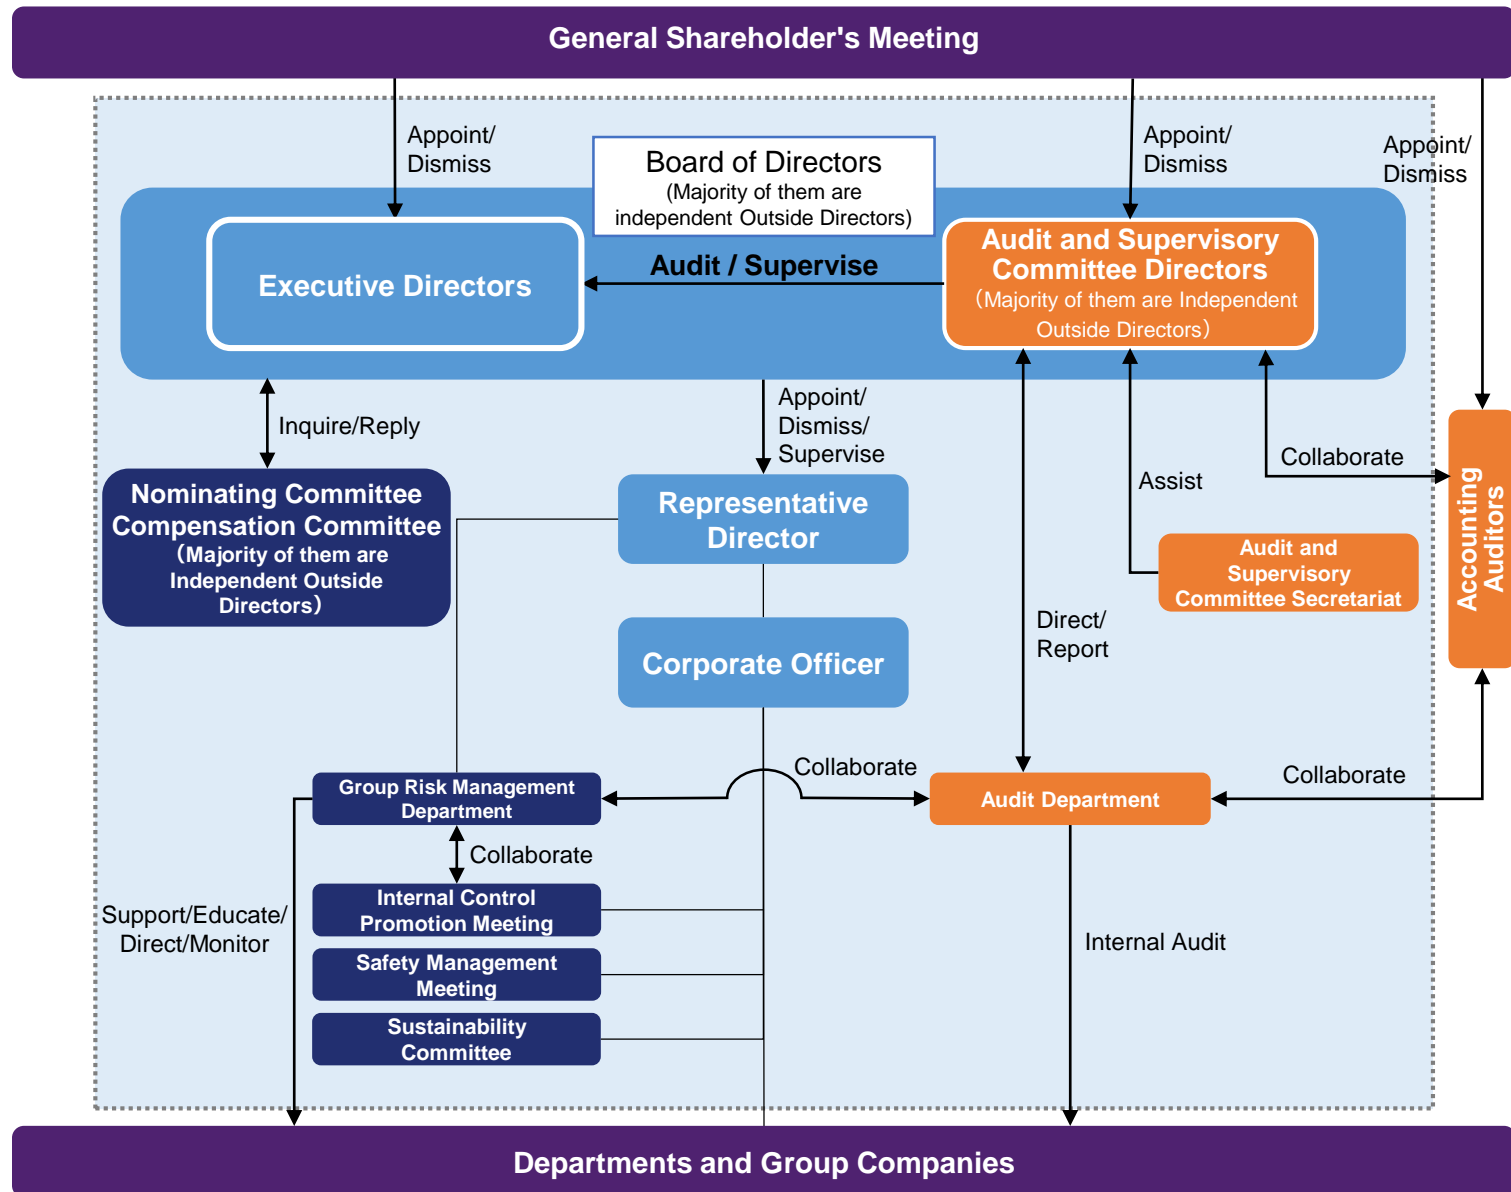 General Shareholder's Meeting
Appoint/
Dismiss
Appoint/
Dismiss
Appoint/
Dismiss
Board of Directors
(Majority of them are
independent Outside Directors)
Executive Directors
Audit / Supervise
Audit and Supervisory
Committee Directors
（Majority of them are Independent
Outside Directors）
Inquire/Reply
Appoint/
Dismiss/
Supervise
Assist
Collaborate
Nominating Committee
Compensation Committee
（Majority of them are
Independent Outside
Directors）
Representative
Director
Audit and
Supervisory
Committee Secretariat
Accounting
Auditors
Direct/
Report
Corporate Officer
Collaborate
Collaborate
Group Risk Management
Department
Audit Department
Collaborate
Internal Control
Promotion Meeting
Support/Educate/
Direct/Monitor
Internal Audit
Safety Management
Meeting
Sustainability
Committee
Departments and Group Companies